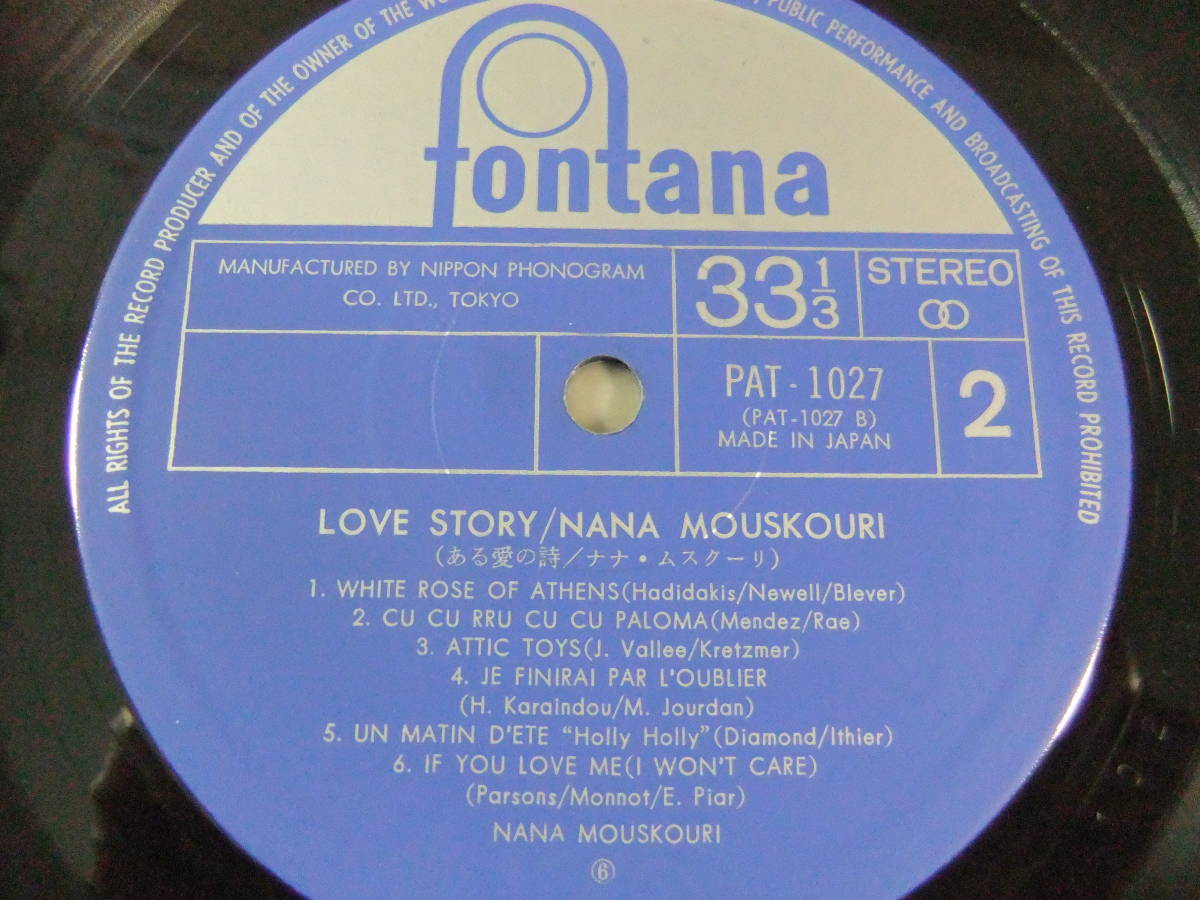 ALL RIGHTS OF THE RECORD PRODUCER AND OF THE OWNER OF THE
PUBLIC PERFORMANCE AND BROADCASTING OF THIS RECORD PROHIBITED
fontana
MANUFACTURED BY NIPPON PHONOGRAM
CO. LTD., TOKYO
33 1/3
STEREO
PAT-1027
(PAT-1027 B)
MADE IN JAPAN
2
LOVE STORY/NANA MOUSKOURI
(ある愛の詩/ナナ・ムスクーリ)
1. WHITE ROSE OF ATHENS(Hadidakis/Newell/Blever)
2. CU CU RRU CU CU PALOMA(Mendez/Rae)
3. ATTIC TOYS(J. Vallee/Kretzmer)
4. JE FINIRAI PAR L'OUBLIER
(H. Karaindou/M. Jourdan)
5. UN MATIN D'ETE "Holly Holly"(Diamond/Ithier)
6. IF YOU LOVE ME(I WON'T CARE)
(Parsons/Monnot/E. Piar)
NANA MOUSKOURI
⑥